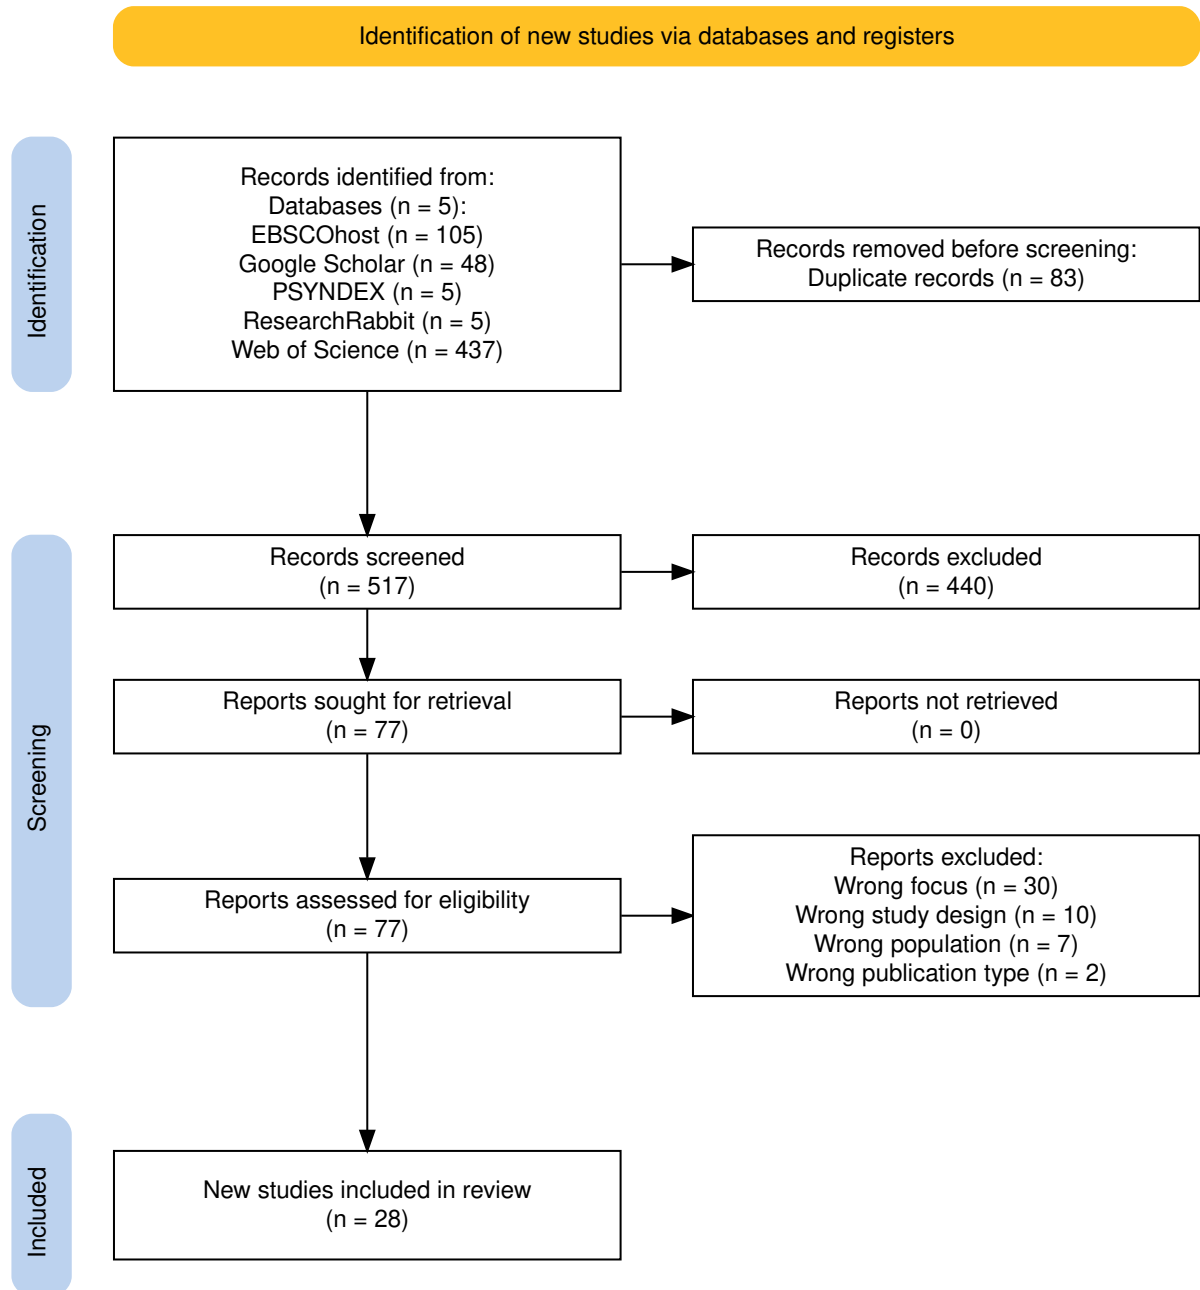 Identification of new studies via databases and registers
Identification
Records identified from:
Databases (n = 5):
EBSCOhost (n = 105)
Google Scholar (n = 48)
PSYNDEX (n = 5)
ResearchRabbit (n = 5)
Web of Science (n = 437)
Records removed before screening:
Duplicate records (n = 83)
Screening
Records screened
(n = 517)
Records excluded
(n = 440)
Reports sought for retrieval
(n = 77)
Reports not retrieved
(n = 0)
Reports assessed for eligibility
(n = 77)
Reports excluded:
Wrong focus (n = 30)
Wrong study design (n = 10)
Wrong population (n = 7)
Wrong publication type (n = 2)
Included
New studies included in review
(n = 28)